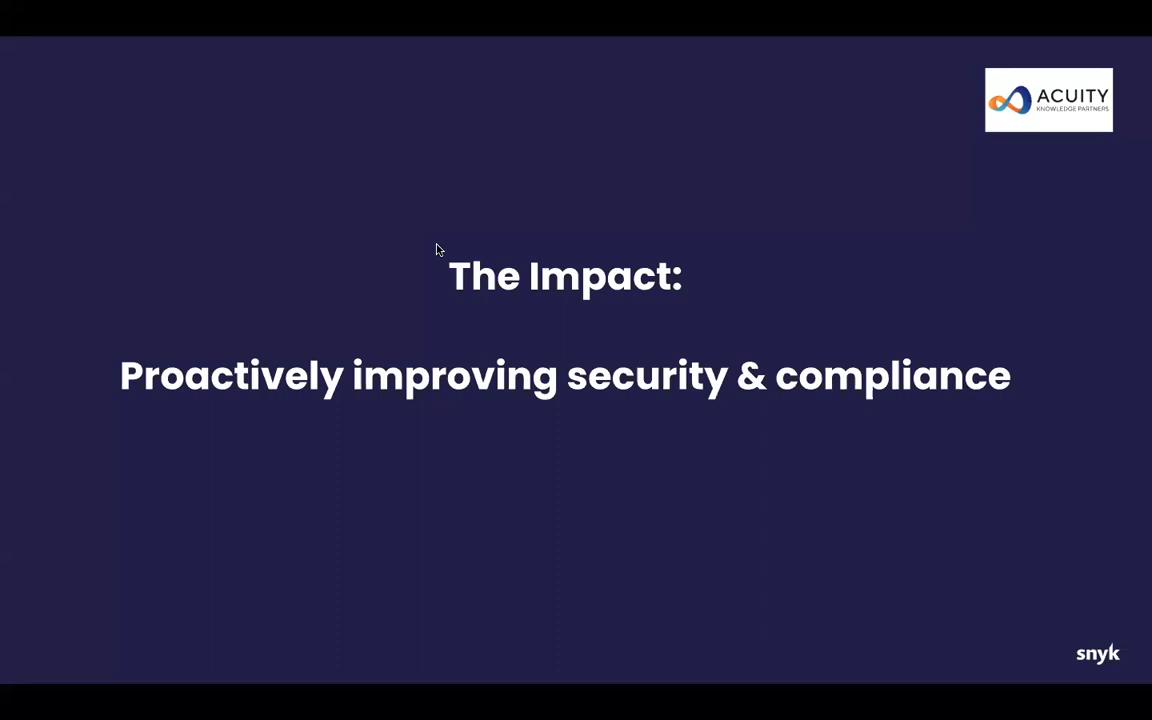 ACUITY
KNOWLEDGE PARTNERS
The Impact:
Proactively improving security & compliance
snyk